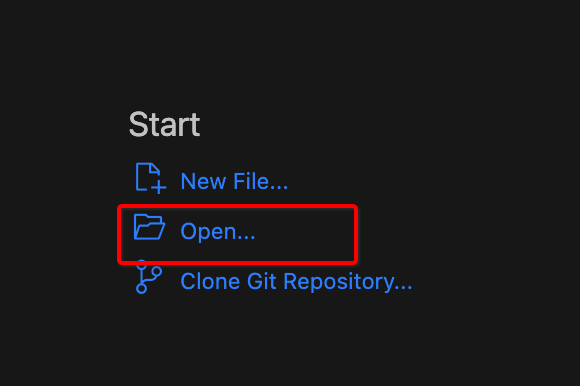 Start
New File...
Open...
Clone Git Repository...